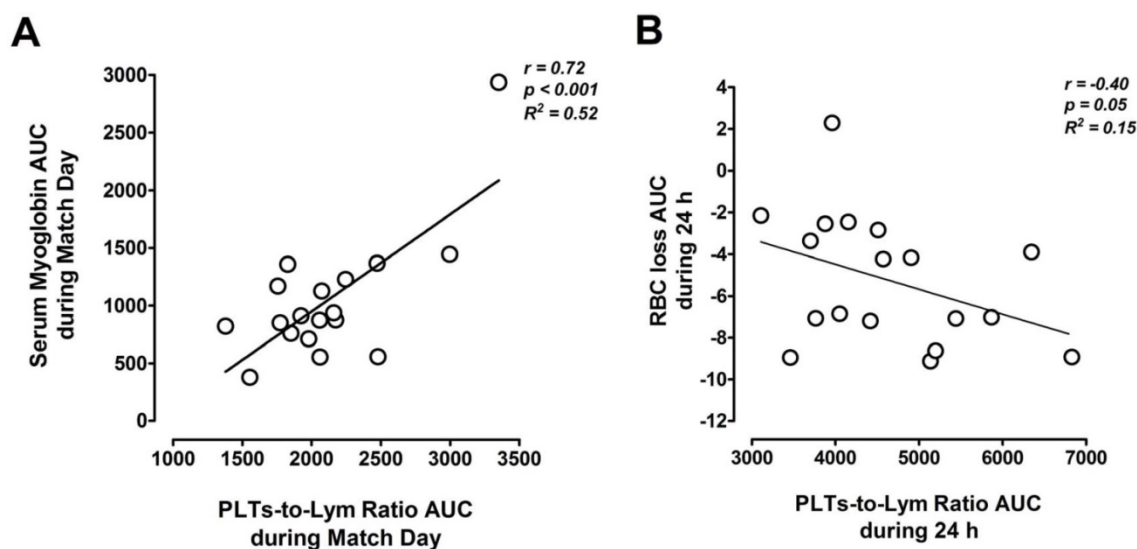 A
r = 0.72
p < 0.001
R² = 0.52
Serum Myoglobin AUC
during Match Day
3000
2500
2000
1500
1000
500
0
1000 1500 2000 2500 3000 3500
PLTs-to-Lym Ratio AUC
during Match Day
B
r = -0.40
p = 0.05
R² = 0.15
RBC loss AUC
during 24 h
4
2
0
-2
-4
-6
-8
-10
-12
3000 4000 5000 6000 7000
PLTs-to-Lym Ratio AUC
during 24 h